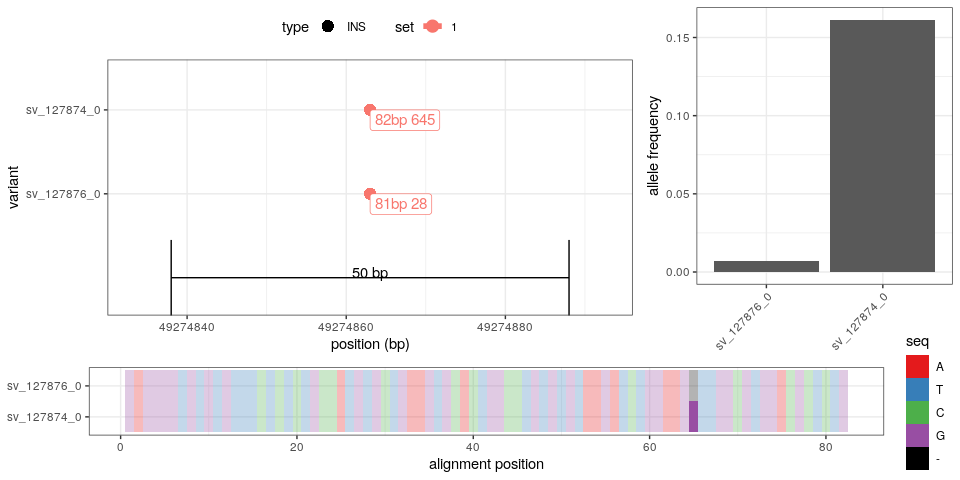 type INS set 1
variant
sv_127874_0
82bp 645
sv_127876_0
81bp 28
50 bp
49274840 49274860 49274880
position (bp)
allele frequency
0.15
0.10
0.05
0.00
sv_127876_0 sv_127874_0
sv_127876_0
sv_127874_0
0 20 40 60 80
alignment position
seq
A
T
C
G
-